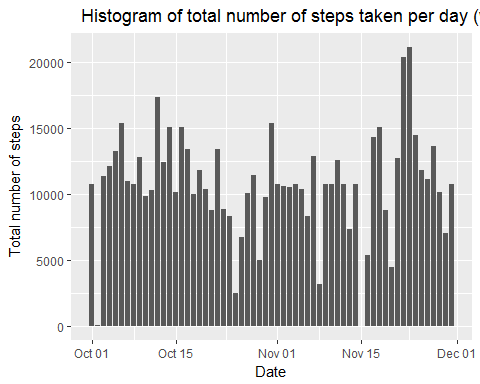 Histogram of total number of steps taken per day (
20000
15000
10000
5000
0
Total number of steps
Oct 01 Oct 15 Nov 01 Nov 15 Dec 01
Date